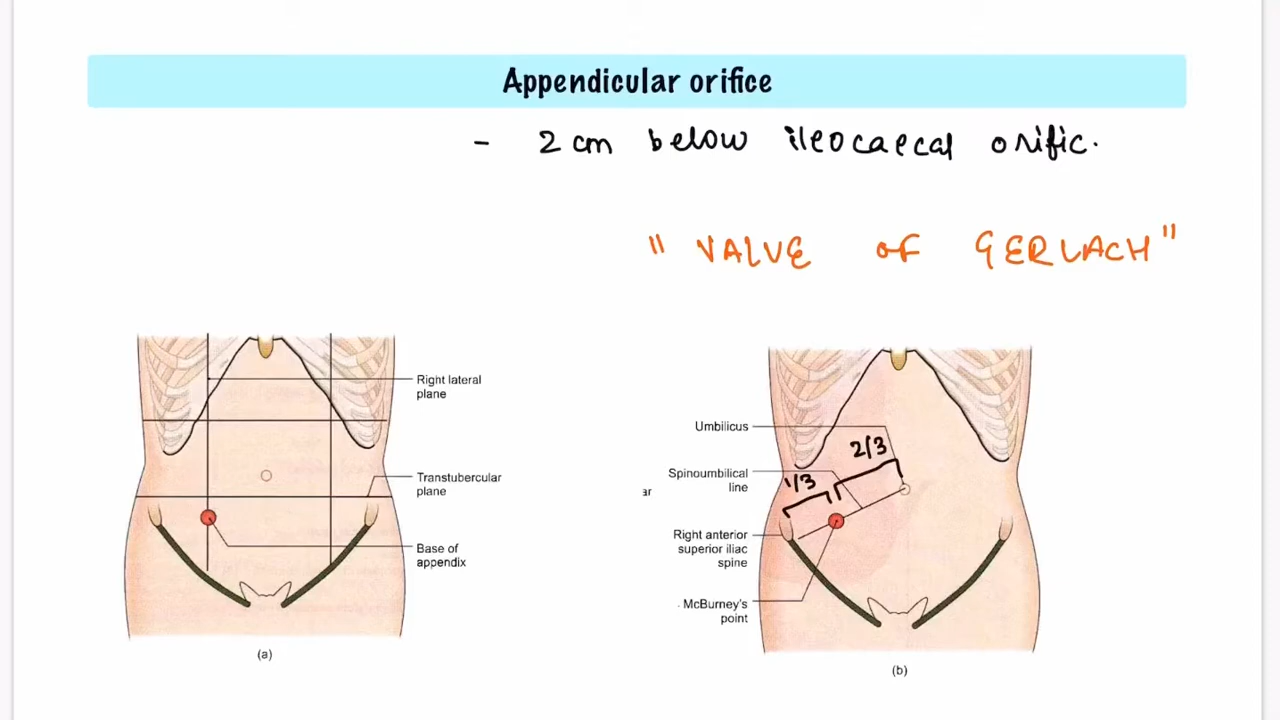 Appendicular orifice
- 2 cm below ileocaecal orific.
" VALVE of GERLACH "
Right lateral
plane
Transtubercular
plane
Base of
appendix
(a)
Umbilicus
2/3
Spinoumbilical
line
1/3
ar
Right anterior
superior iliac
spine
McBurney's
point
(b)